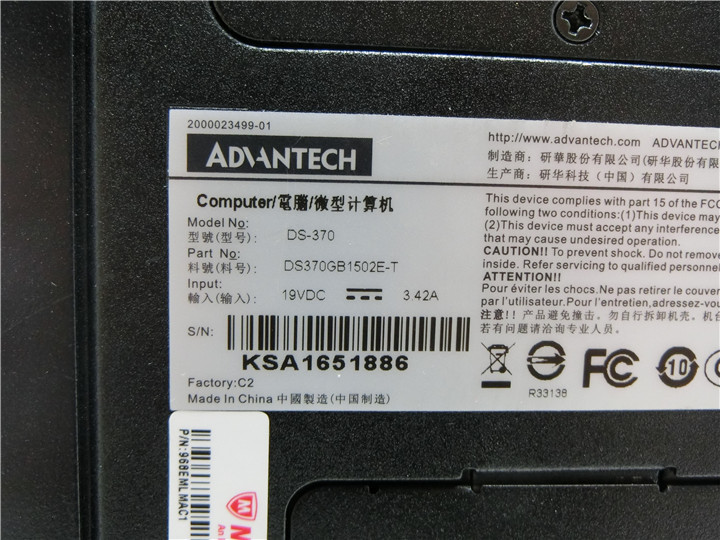 2000023499-01
ADVANTECH
Computer/電腦/微型计算机
Model No:
型號(型号): DS-370
Part No:
料號(料号): DS370GB1502E-T
Input:
輸入(输入): 19VDC 3.42A
S/N:
KSA1651886
Factory:C2
Made In China 中國製造(中国制造)
http://www.advantech.com ADVANTECH
制造商: 研華股份有限公司(研华股份有限
生产商: 研华科技(中国)有限公司
This device complies with part 15 of the FCC
following two conditions:(1)This device may
(2)This device must accept any interference
that may cause undesired operation.
CAUTION!! To prevent shock. Do not remove
inside. Refer servicing to qualified personne
ATTENTION!!
Pour éviter les chocs.Ne pas retirer le couver
par l'utilisateur.Pour l'entretien,adressez-vou
注意!! 产品避免撞击。勿自行拆卸机壳。机台
若有问题请洽询专业人员。
R33138
FC
10
P/N:968EMLMAC1
M
An